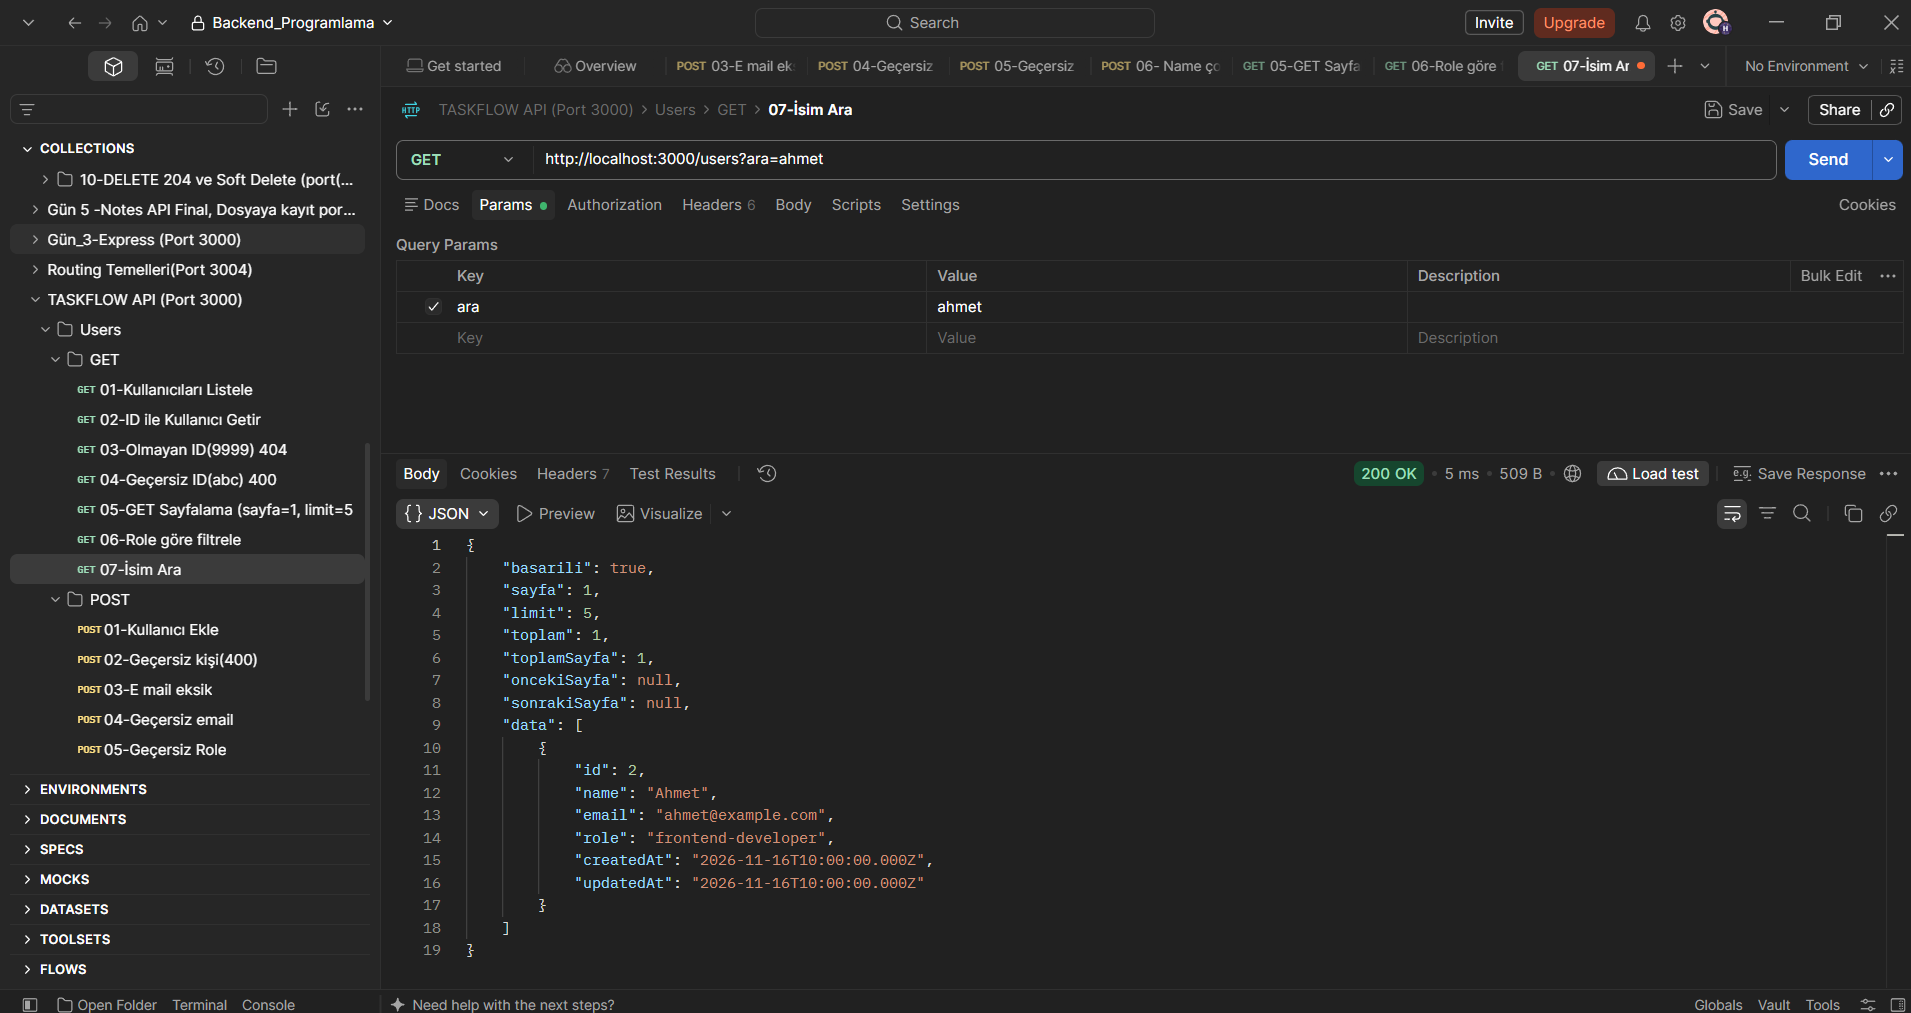 Backend_Programlama
Search
Invite
Upgrade
Get started
Overview
POST 03-E mail ek
POST 04-Geçersiz
POST 05-Geçersiz
POST 06- Name ço
GET 05-GET Sayfa
GET 06-Role göre
GET 07-İsim Ar
No Environment
COLLECTIONS
10-DELETE 204 ve Soft Delete (port(...
Gün 5 -Notes API Final, Dosyaya kayıt por...
Gün_3-Express (Port 3000)
Routing Temelleri(Port 3004)
TASKFLOW API (Port 3000)
Users
GET
GET 01-Kullanıcıları Listele
GET 02-ID ile Kullanıcı Getir
GET 03-Olmayan ID(9999) 404
GET 04-Geçersiz ID(abc) 400
GET 05-GET Sayfalama (sayfa=1, limit=5
GET 06-Role göre filtrele
GET 07-İsim Ara
POST
POST 01-Kullanıcı Ekle
POST 02-Geçersiz kişi(400)
POST 03-E mail eksik
POST 04-Geçersiz email
POST 05-Geçersiz Role
ENVIRONMENTS
DOCUMENTS
SPECS
MOCKS
DATASETS
TOOLSETS
FLOWS
HTTP TASKFLOW API (Port 3000) > Users > GET > 07-İsim Ara
Save
Share
GET http://localhost:3000/users?ara=ahmet
Send
Docs Params Authorization Headers 6 Body Scripts Settings
Cookies
Query Params
Key Value Description Bulk Edit
ara ahmet
Key Value Description
Body Cookies Headers 7 Test Results
200 OK 5 ms 509 B Load test e.g. Save Response
{} JSON Preview Visualize
1 {
2 "basarili": true,
3 "sayfa": 1,
4 "limit": 5,
5 "toplam": 1,
6 "toplamSayfa": 1,
7 "oncekiSayfa": null,
8 "sonrakiSayfa": null,
9 "data": [
10 {
11 "id": 2,
12 "name": "Ahmet",
13 "email": "ahmet@example.com",
14 "role": "frontend-developer",
15 "createdAt": "2026-11-16T10:00:00.000Z",
16 "updatedAt": "2026-11-16T10:00:00.000Z"
17 }
18 ]
19 }
Open Folder Terminal Console
Need help with the next steps?
Globals Vault Tools